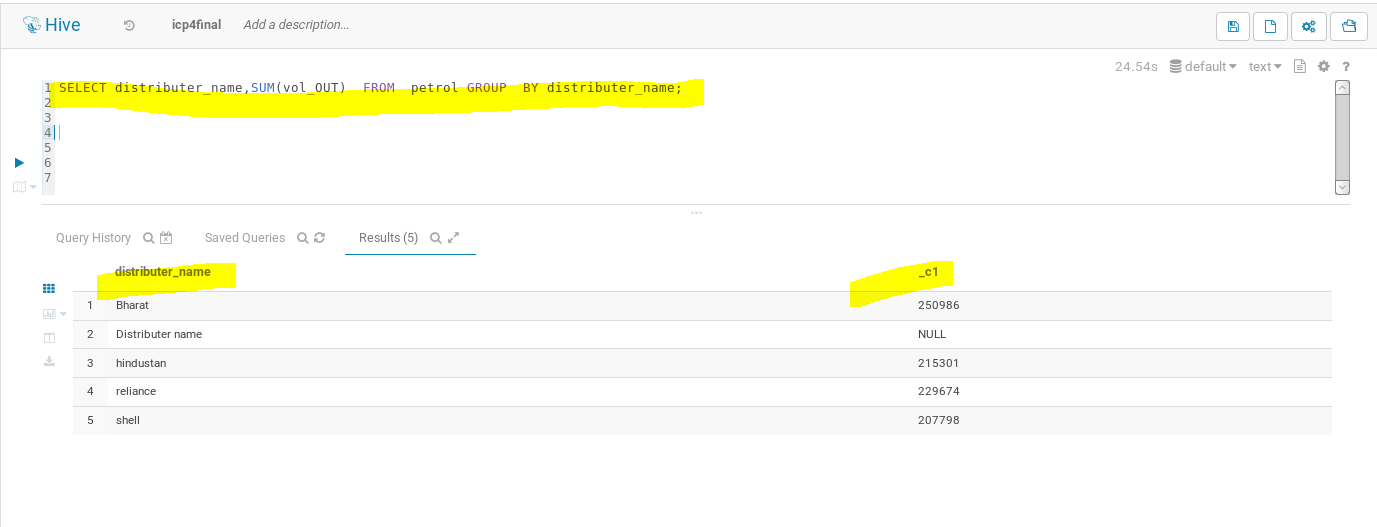 Hive icp4final Add a description...
24.54s default text ?
1 SELECT distributer_name,SUM(vol_OUT) FROM petrol GROUP BY distributer_name;
2
3
4
5
6
7
Query History Saved Queries Results (5)
distributer_name _c1
1 Bharat 250986
2 Distributer name NULL
3 hindustan 215301
4 reliance 229674
5 shell 207798